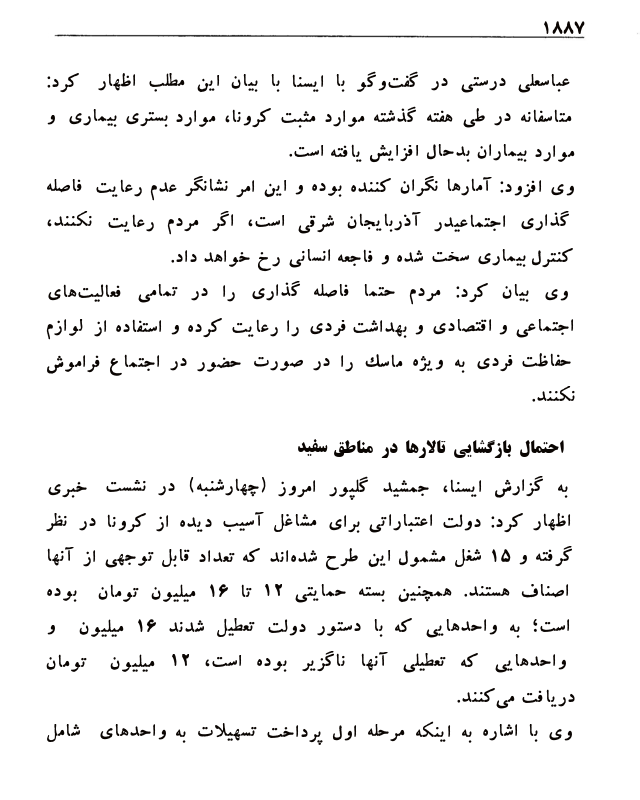 ۱۸۸۷
عباسعلی درستی در گفت‌وگو با ایسنا با بیان این مطلب اظهار کرد:
متاسفانه در طی هفته گذشته موارد مثبت کرونا، موارد بستری بیماری و
موارد بیماران بدحال افزایش یافته است.
وی افزود: آمارها نگران کننده بوده و این امر نشانگر عدم رعایت فاصله
گذاری اجتماعیدر آذربایجان شرقی است، اگر مردم رعایت نکنند،
کنترل بیماری سخت شده و فاجعه انسانی رخ خواهد داد.
وی بیان کرد: مردم حتما فاصله گذاری را در تمامی فعالیت‌های
اجتماعی و اقتصادی و بهداشت فردی را رعایت کرده و استفاده از لوازم
حفاظت فردی به ویژه ماسك را در صورت حضور در اجتماع فراموش
نکنند.
احتمال بازگشایی تالارها در مناطق سفید
به گزارش ایسنا، جمشید گلپور امروز (چهارشنبه) در نشست خبری
اظهار کرد: دولت اعتباراتی برای مشاغل آسیب دیده از کرونا در نظر
گرفته و ۱۵ شغل مشمول این طرح شده‌اند که تعداد قابل توجهی از آنها
اصناف هستند. همچنین بسته حمایتی ۱۲ تا ۱۶ میلیون تومان بوده
است؛ به واحدهایی که با دستور دولت تعطیل شدند ۱۶ میلیون و
واحدهایی که تعطیلی آنها ناگزیر بوده است، ۱۲ میلیون تومان
دریافت می‌کنند.
وی با اشاره به اینکه مرحله اول پرداخت تسهیلات به واحدهای شامل